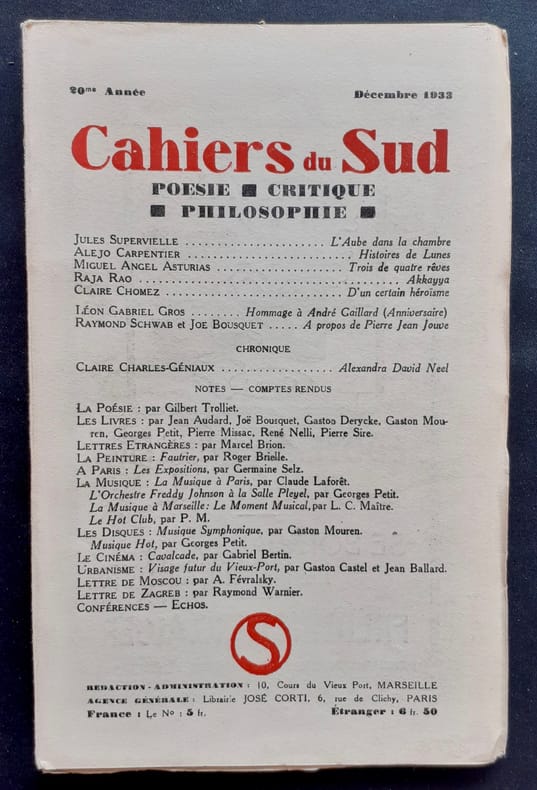 20me Année Décembre 1933
Cahiers du Sud
POESIE ■ CRITIQUE
■ PHILOSOPHIE ■
JULES SUPERVIELLE ...................... L'Aube dans la chambre
ALEJO CARPENTIER .............................. Histoires de Lunes
MIGUEL ANGEL ASTURIAS .................... Trois de quatre rêves
RAJA RAO .................................................. Akkayya
CLAIRE CHOMEZ ........................... D'un certain héroïsme
LÉON GABRIEL GROS ........ Hommage à André Gaillard (Anniversaire)
RAYMOND SCHWAB et JOE BOUSQUET ..... A propos de Pierre Jean Jouve
CHRONIQUE
CLAIRE CHARLES-GÉNIAUX ................. Alexandra David Neel
NOTES — COMPTES RENDUS
LA POÉSIE : par Gilbert Trolliet.
LES LIVRES : par Jean Audard, Joë Bousquet, Gaston Derycke, Gaston Mou-
ren, Georges Petit, Pierre Missac, René Nelli, Pierre Sire.
LETTRES ETRANGÈRES : par Marcel Brion.
LA PEINTURE : Fautrier, par Roger Brielle.
A PARIS : Les Expositions, par Germaine Selz.
LA MUSIQUE : La Musique à Paris, par Claude Laforêt.
L'Orchestre Freddy Johnson à la Salle Pleyel, par Georges Petit.
La Musique à Marseille: Le Moment Musical, par L. C. Maître.
Le Hot Club, par P. M.
LES DISQUES : Musique Symphonique, par Gaston Mouren.
Musique Hot, par Georges Petit.
LE CINÉMA : Cavalcade, par Gabriel Bertin.
URBANISME : Visage futur du Vieux-Port, par Gaston Castel et Jean Ballard.
LETTRE DE MOSCOU : par A. Févralsky.
LETTRE DE ZAGREB : par Raymond Warnier.
CONFÉRENCES — ECHOS.
S
REDACTION - ADMINISTRATION : 10, Cours du Vieux Port, MARSEILLE
AGENCE GÉNÉRALE : Librairie JOSÉ CORTI, 6, rue de Clichy, PARIS
France : Le No : 5 fr. Étranger : 6 fr. 50